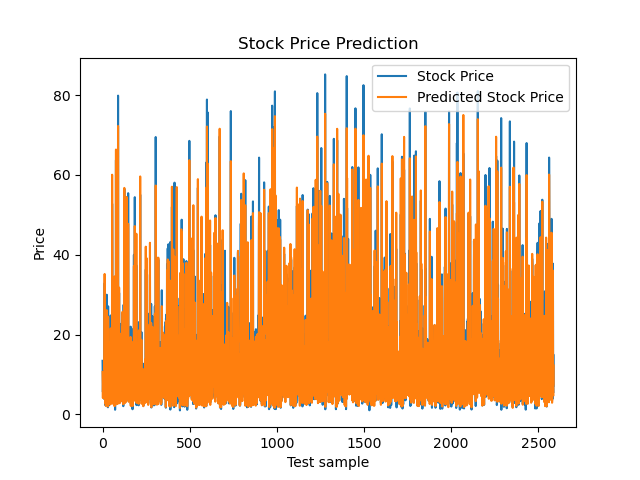 Stock Price Prediction
Stock Price
Predicted Stock Price
80
60
40
20
0
Price
0
500
1000
1500
2000
2500
Test sample